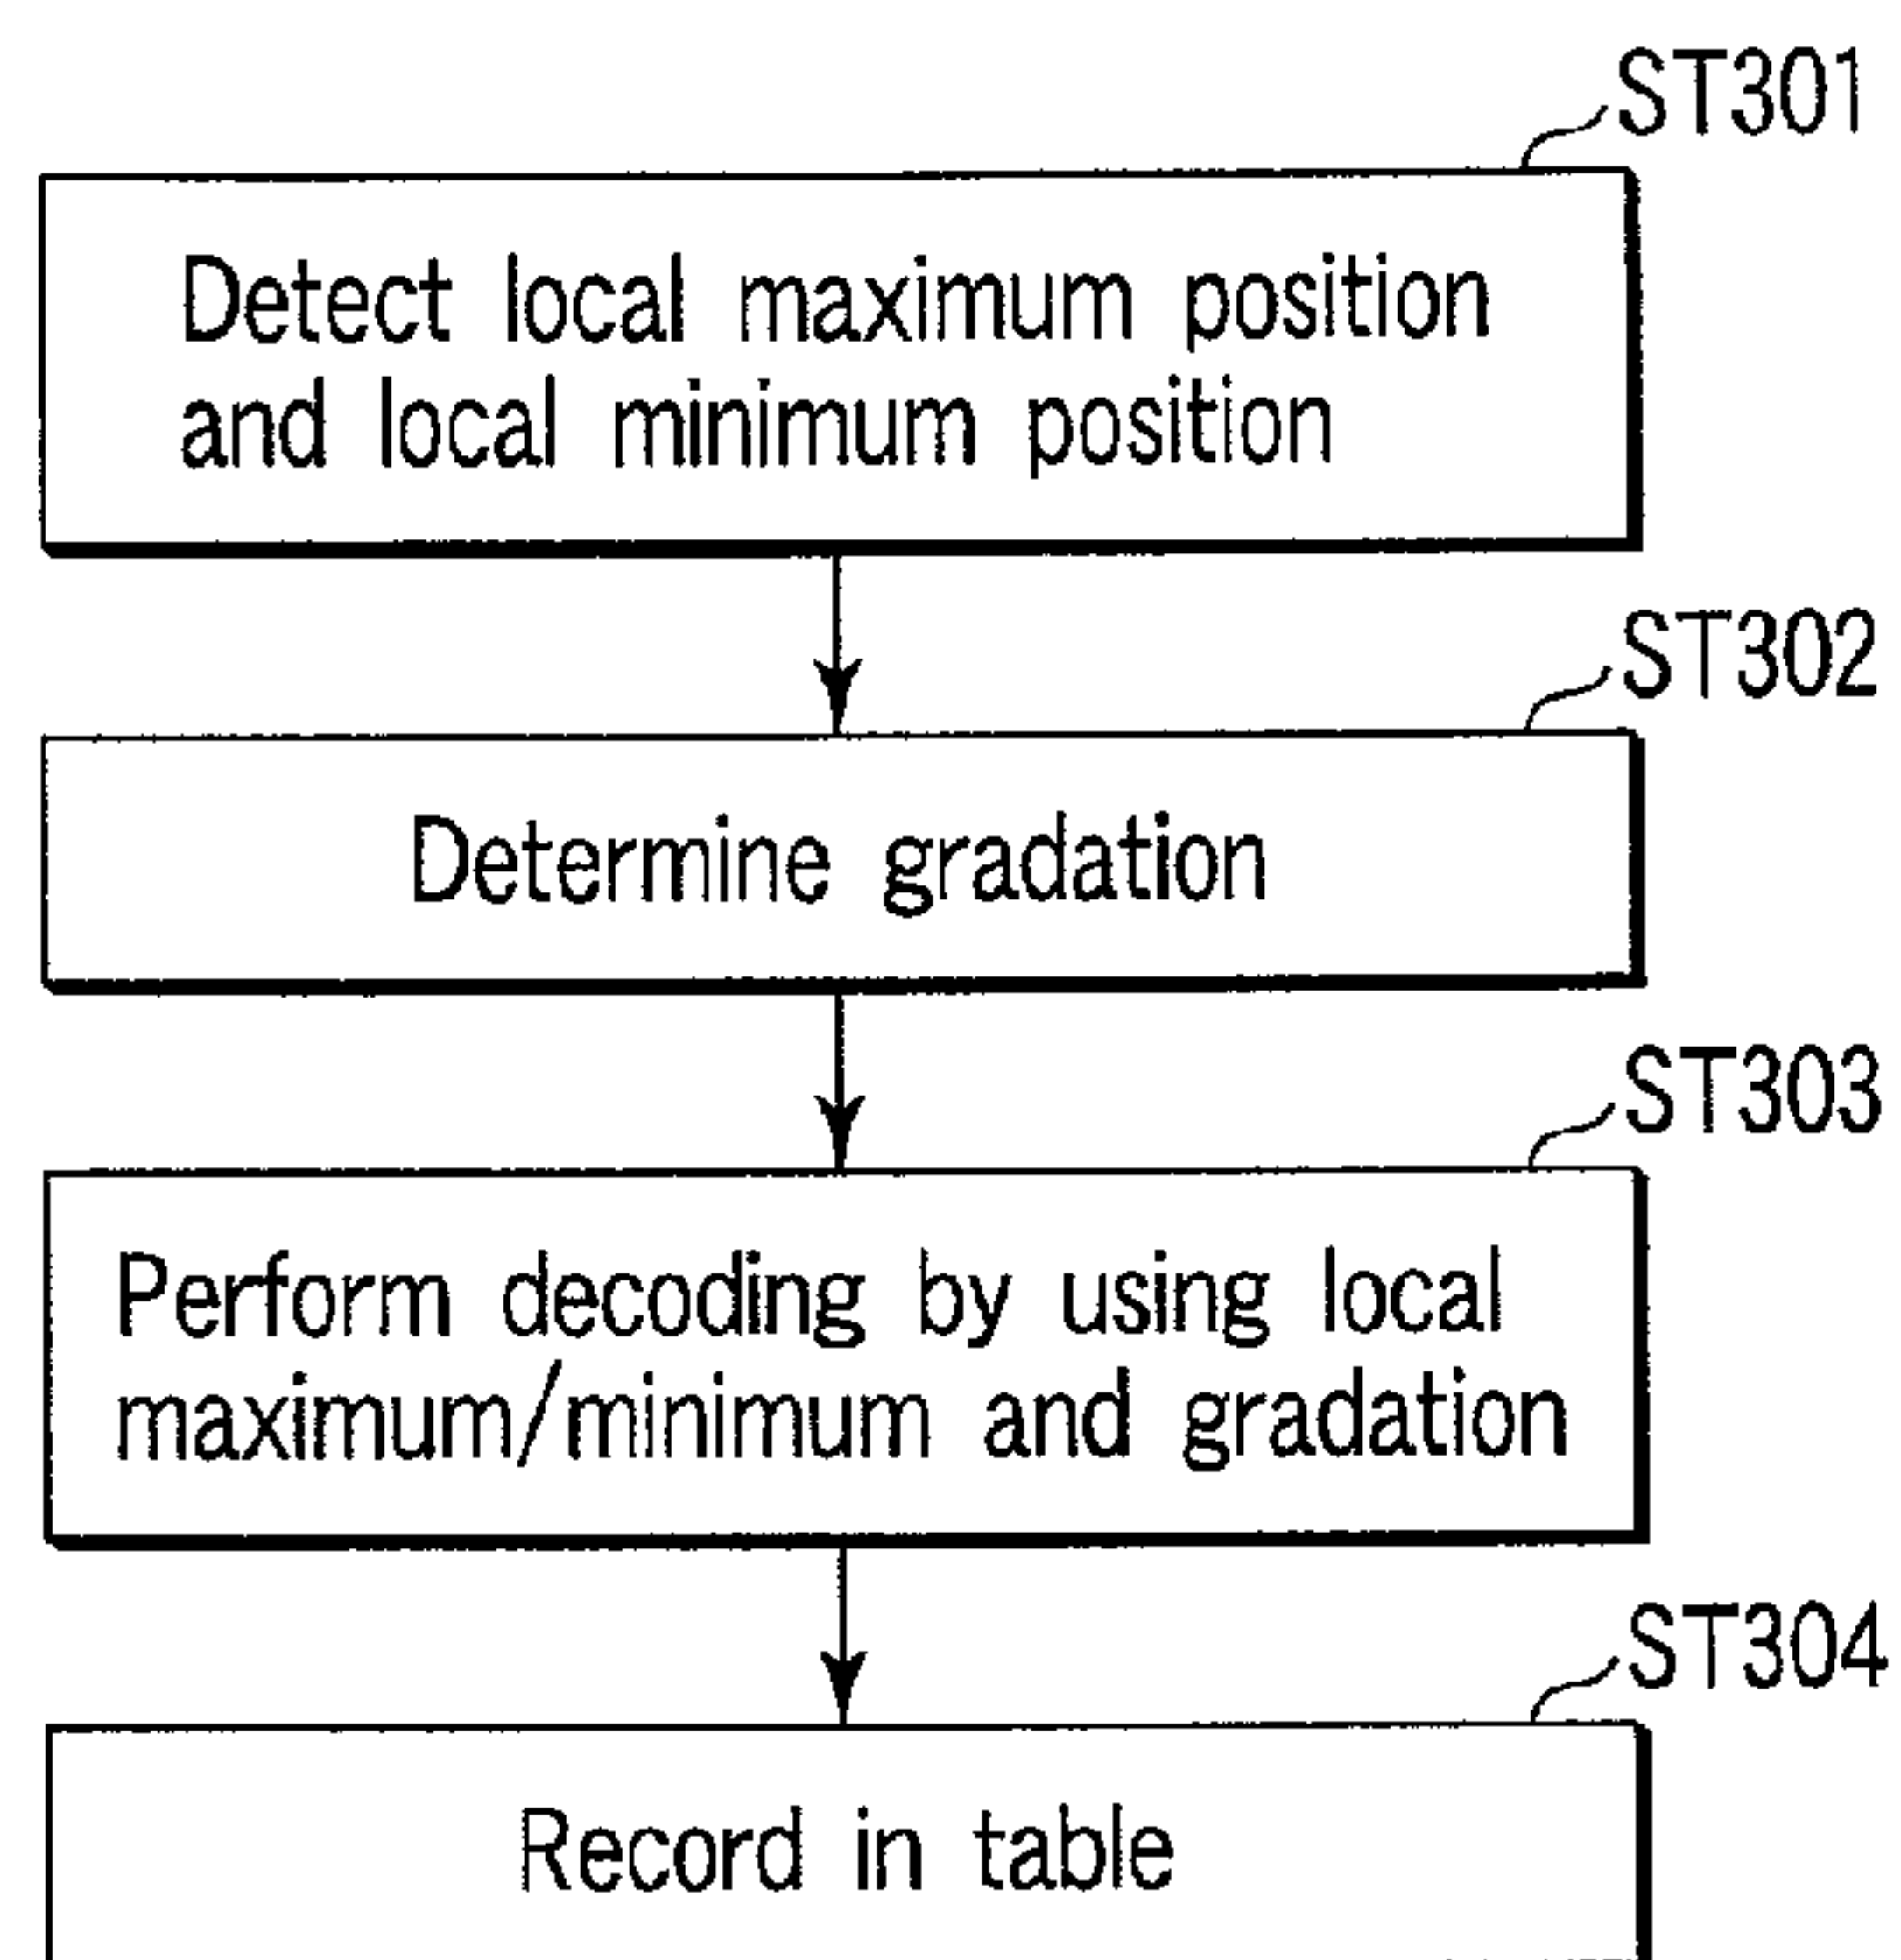 ST301
Detect local maximum position
and local minimum position
ST302
Determine gradation
ST303
Perform decoding by using local
maximum/minimum and gradation
ST304
Record in table